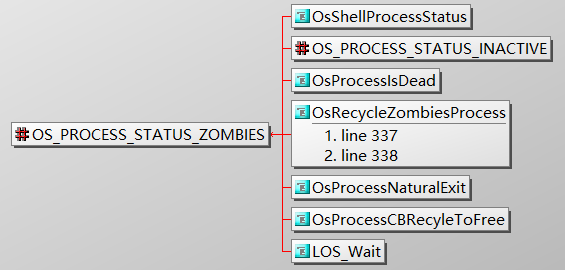 OsShellProcessStatus
OS_PROCESS_STATUS_INACTIVE
OsProcessIsDead
OS_PROCESS_STATUS_ZOMBIES
OsRecycleZombiesProcess
1. line 337
2. line 338
OsProcessNaturalExit
OsProcessCBRecyleToFree
LOS_Wait